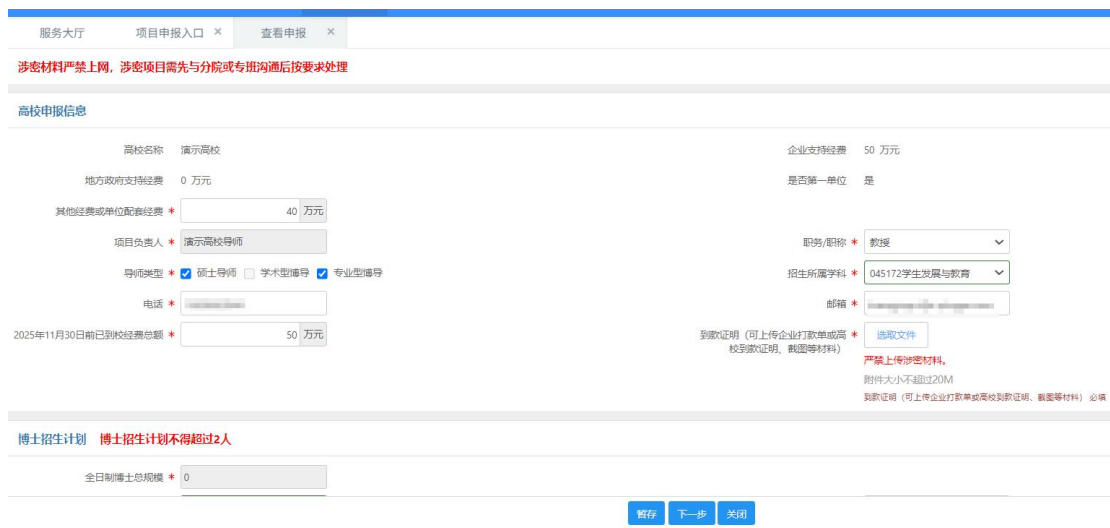 服务大厅 项目申报入口 × 查看申报 ×
涉密材料严禁上网，涉密项目需先与分院或专班沟通后按要求处理
高校申报信息
高校名称 演示高校 企业支持经费 50 万元
地方政府支持经费 0 万元 是否第一单位 是
其他经费或单位配套经费 * 40 万元
项目负责人 * 演示高校导师 职务/职称 * 教授
导师类型 * 硕士导师 学术型博导 专业型博导 招生所属学科 * 045172学生发展与教育
电话 * 邮箱 *
2025年11月30日前已到校经费总额 * 50 万元 到款证明（可上传企业打款单或高 * 选取文件
校到款证明、截图等材料）
严禁上传涉密材料。
附件大小不超过20M
到款证明（可上传企业打款单或高校到款证明、截图等材料） 必填
博士招生计划 博士招生计划不得超过2人
全日制博士总规模 * 0
暂存 下一步 关闭